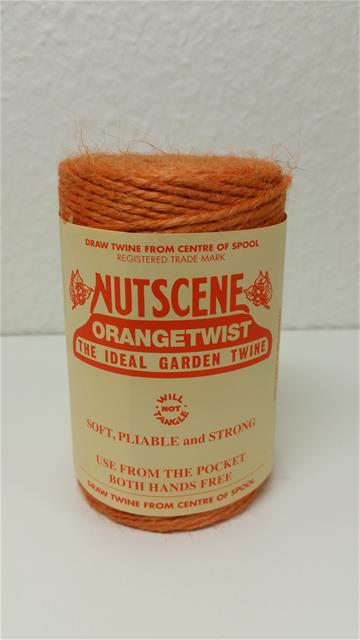 DRAW TWINE FROM CENTRE OF SPOOL
REGISTERED TRADE MARK
NUTSCENE
ORANGETWIST
THE IDEAL GARDEN TWINE
WILL
NOT
TANGLE
SOFT, PLIABLE and STRONG
USE FROM THE POCKET
BOTH HANDS FREE
DRAW TWINE FROM CENTRE OF SPOOL